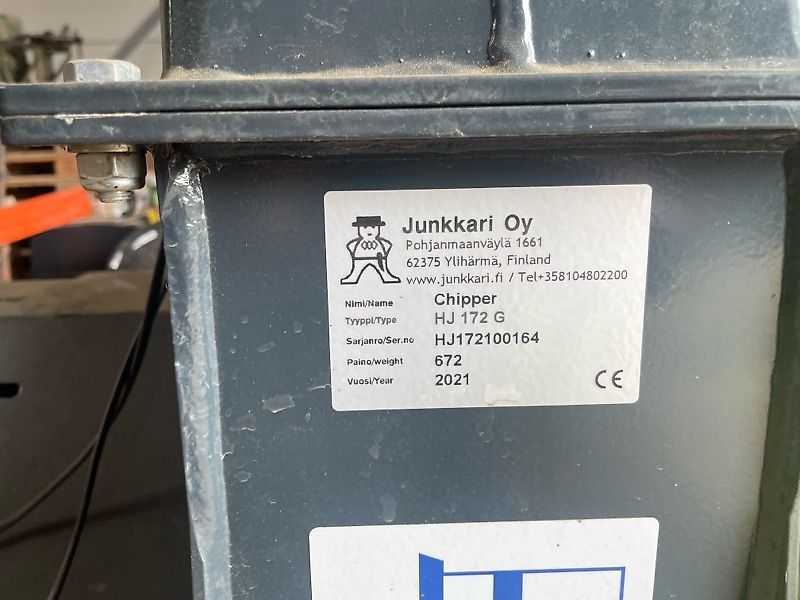 Junkkari Oy
Pohjanmaanväylä 1661
62375 Ylihärmä, Finland
www.junkkari.fi / Tel+358104802200
Nimi/Name Chipper
Tyyppi/Type HJ 172 G
Sarjanro/Ser.no HJ172100164
Paino/weight 672
Vuosi/Year 2021
CE